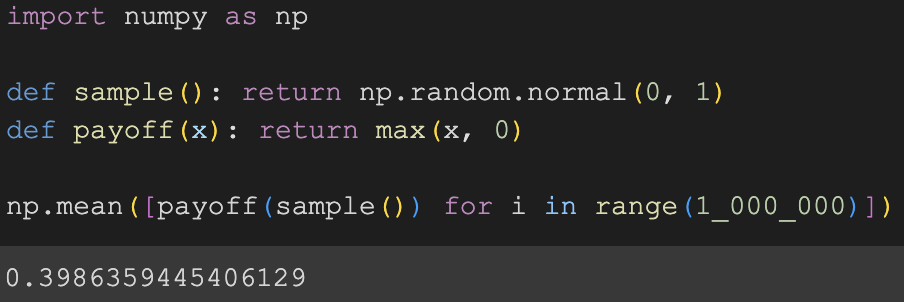 import numpy as np
def sample(): return np.random.normal(0, 1)
def payoff(x): return max(x, 0)
np.mean([payoff(sample()) for i in range(1_000_000)])
0.3986359445406129